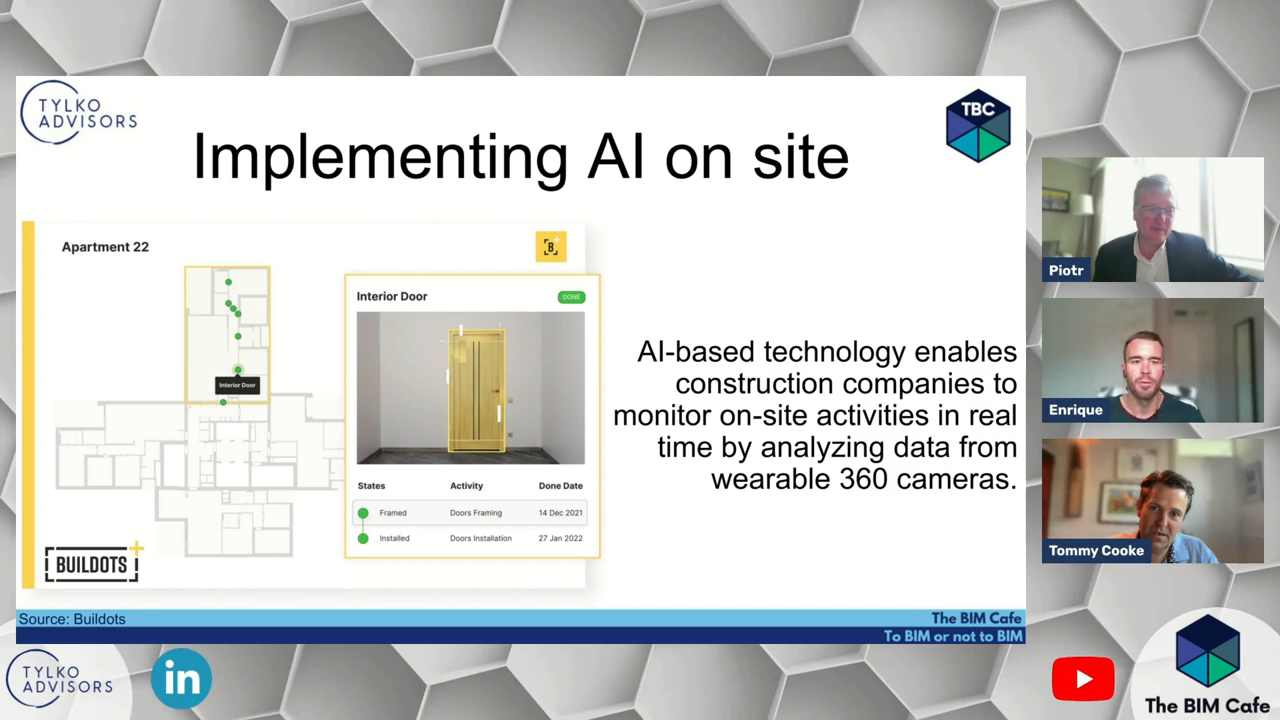 TYLKO
ADVISORS
TBC
Implementing AI on site
Apartment 22
B
Interior Door
DONE
Interior Door
States Activity Done Date
Framed Doors Framing 14 Dec 2021
Installed Doors Installation 27 Jan 2022
BUILDOTS
AI-based technology enables
construction companies to
monitor on-site activities in real
time by analyzing data from
wearable 360 cameras.
Source: Buildots
The BIM Cafe
To BIM or not to BIM
Piotr
Enrique
Tommy Cooke
TYLKO
ADVISORS
in
The BIM Cafe